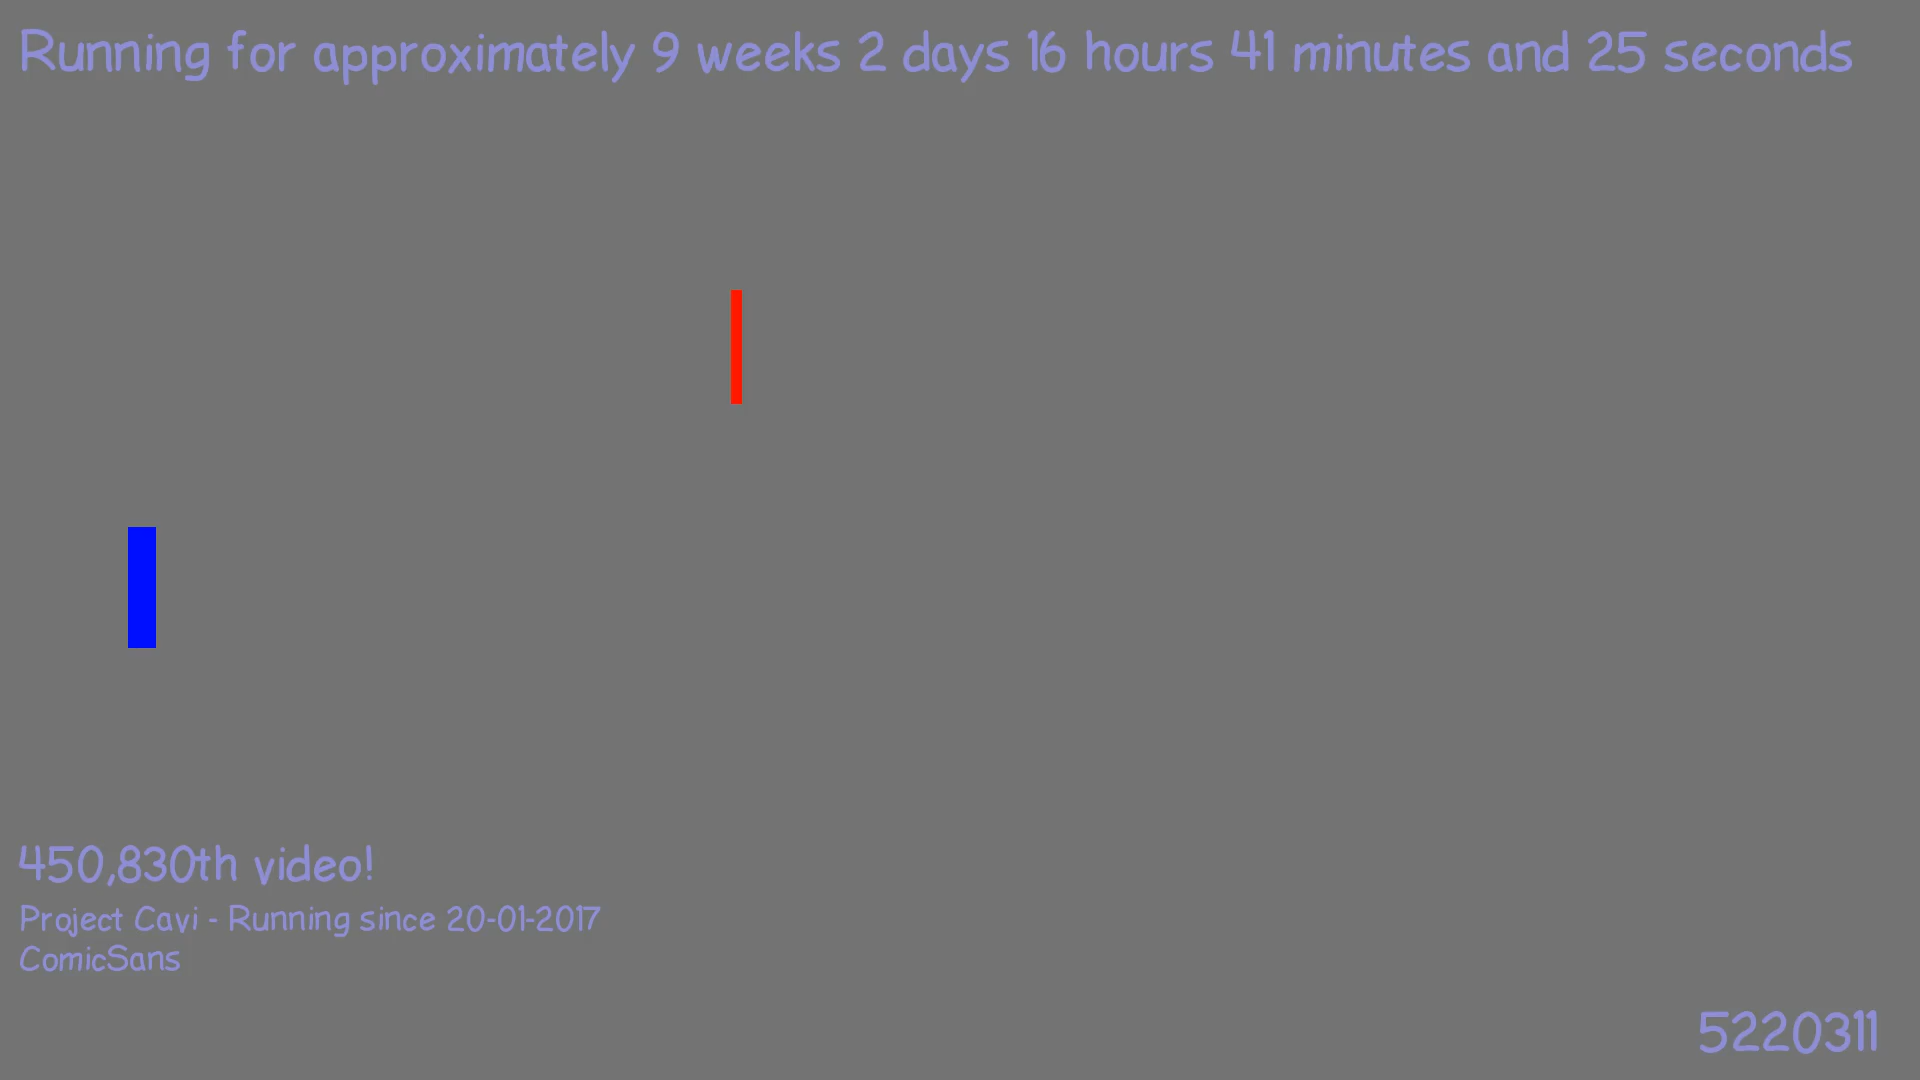 Running for approximately 9 weeks 2 days 16 hours 41 minutes and 25 seconds
450,830th video!
Project Cavi - Running since 20-01-2017
ComicSans
5220311